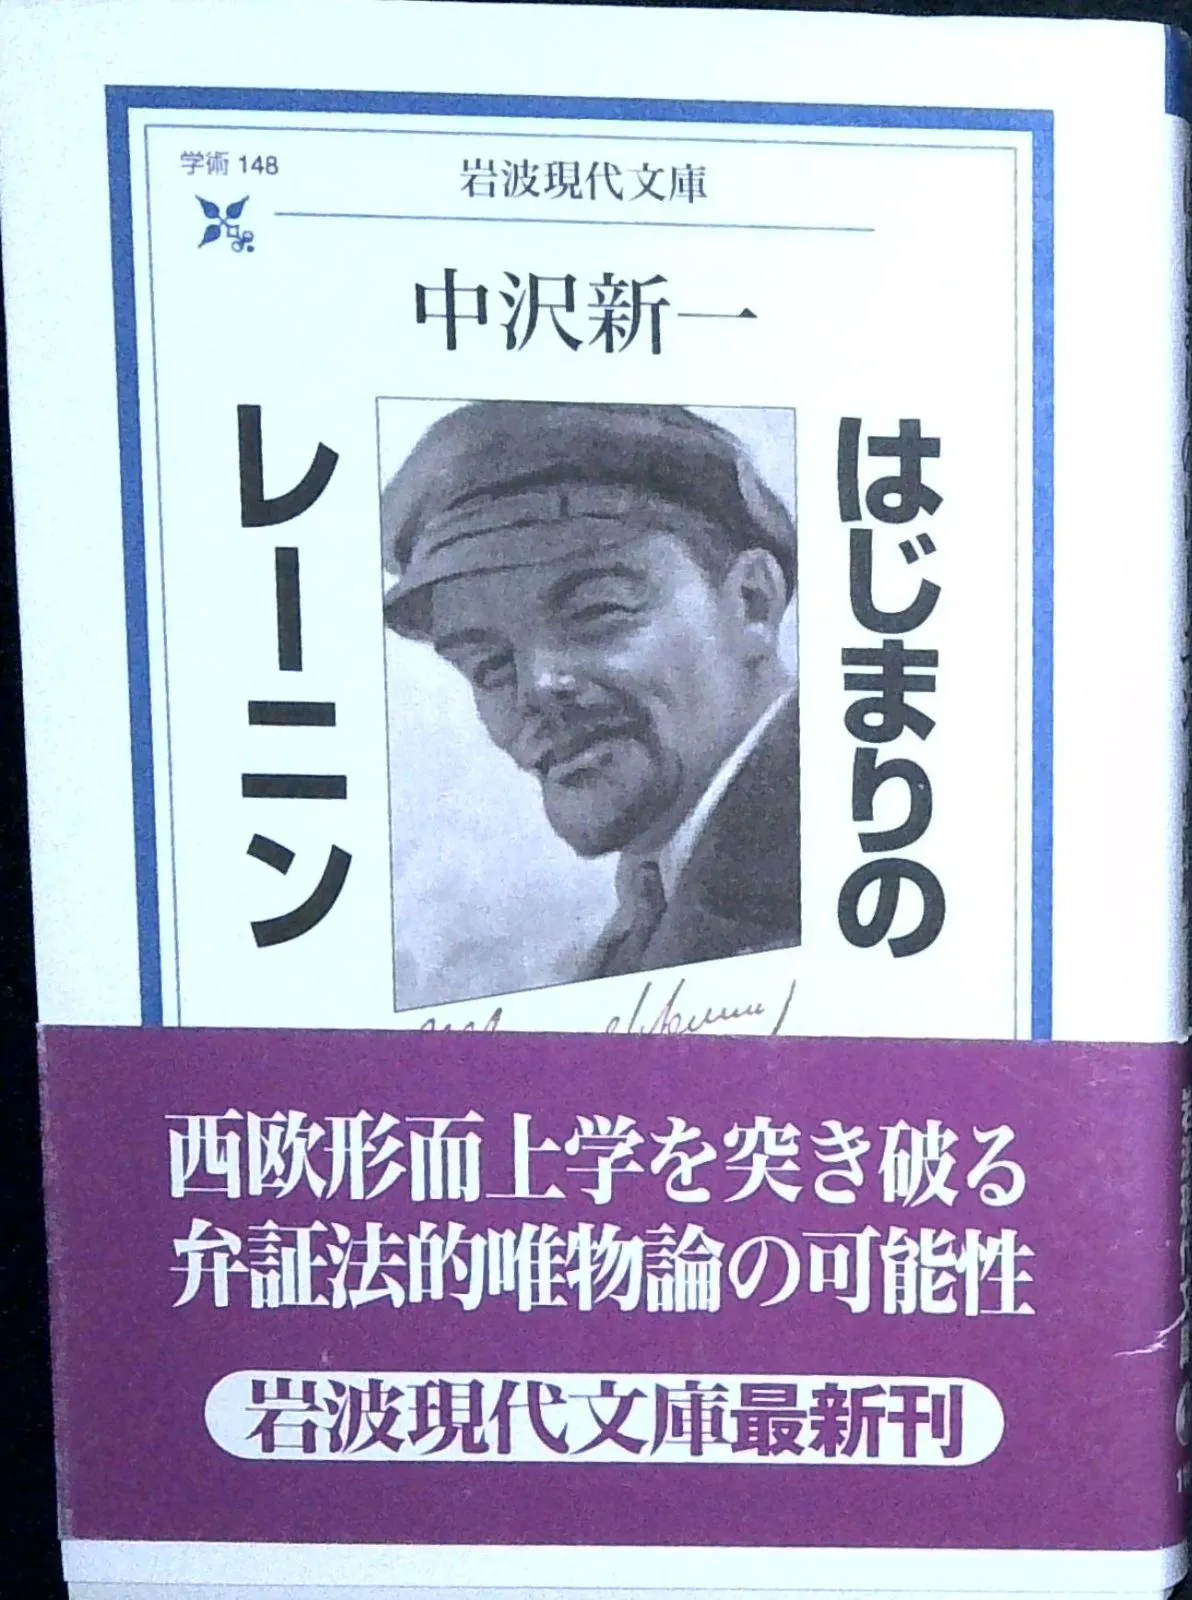 学術 148
岩波現代文庫
中沢新一
はじまりの
レーニン
西欧形而上学を突き破る
弁証法的唯物論の可能性
岩波現代文庫最新刊